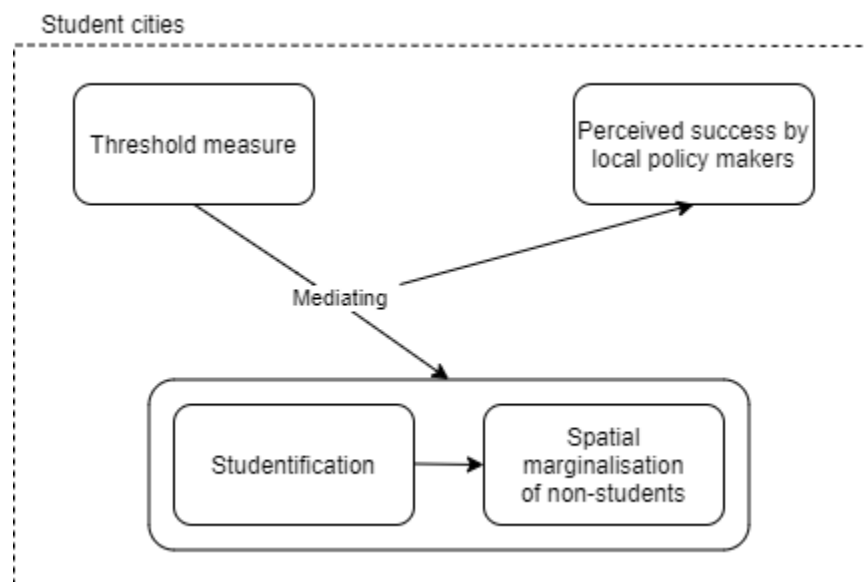 Student cities
Threshold measure
Perceived success by
local policy makers
Mediating
Studentification
Spatial
marginalisation
of non-students